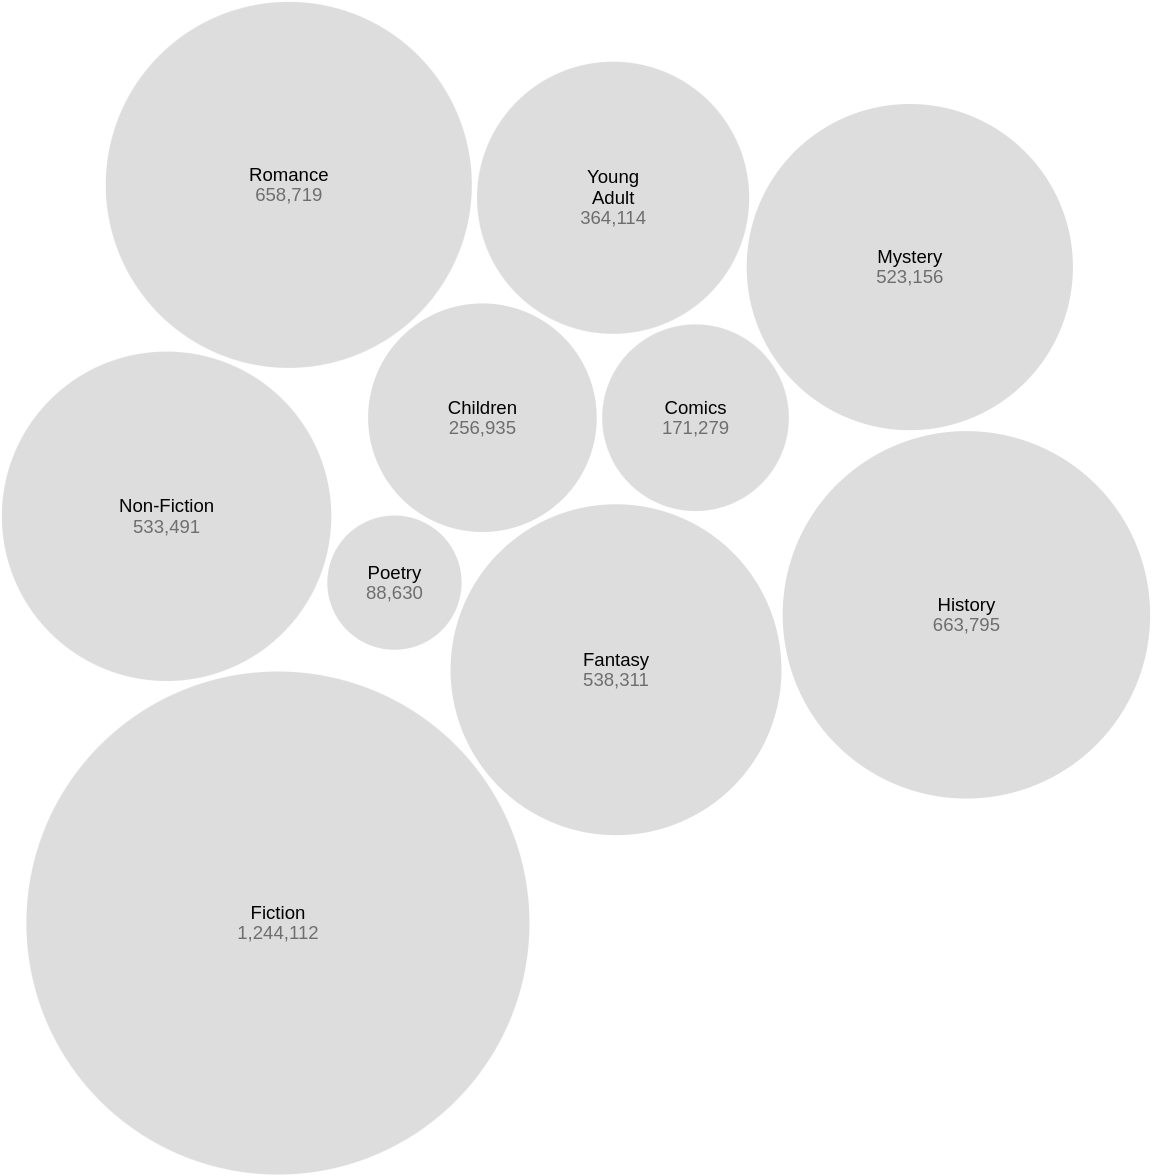 Romance
658,719
Young
Adult
364,114
Mystery
523,156
Children
256,935
Comics
171,279
Non-Fiction
533,491
Poetry
88,630
History
663,795
Fantasy
538,311
Fiction
1,244,112